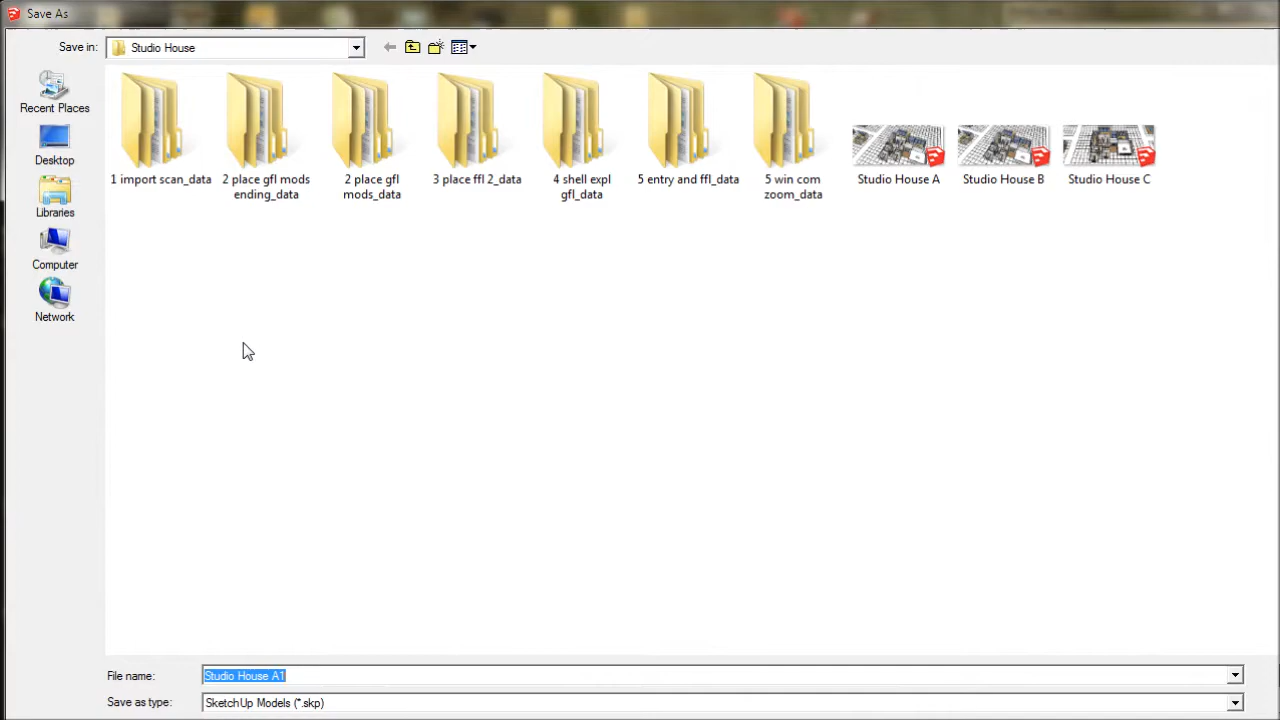 Save As
Save in:
Studio House
Recent Places
Desktop
Libraries
Computer
Network
1 import scan_data
2 place gfl mods
ending_data
2 place gfl
mods_data
3 place ffl 2_data
4 shell expl
gfl_data
5 entry and ffl_data
5 win com
zoom_data
Studio House A
Studio House B
Studio House C
File name:
Studio House A1
Save as type:
SketchUp Models (*.skp)